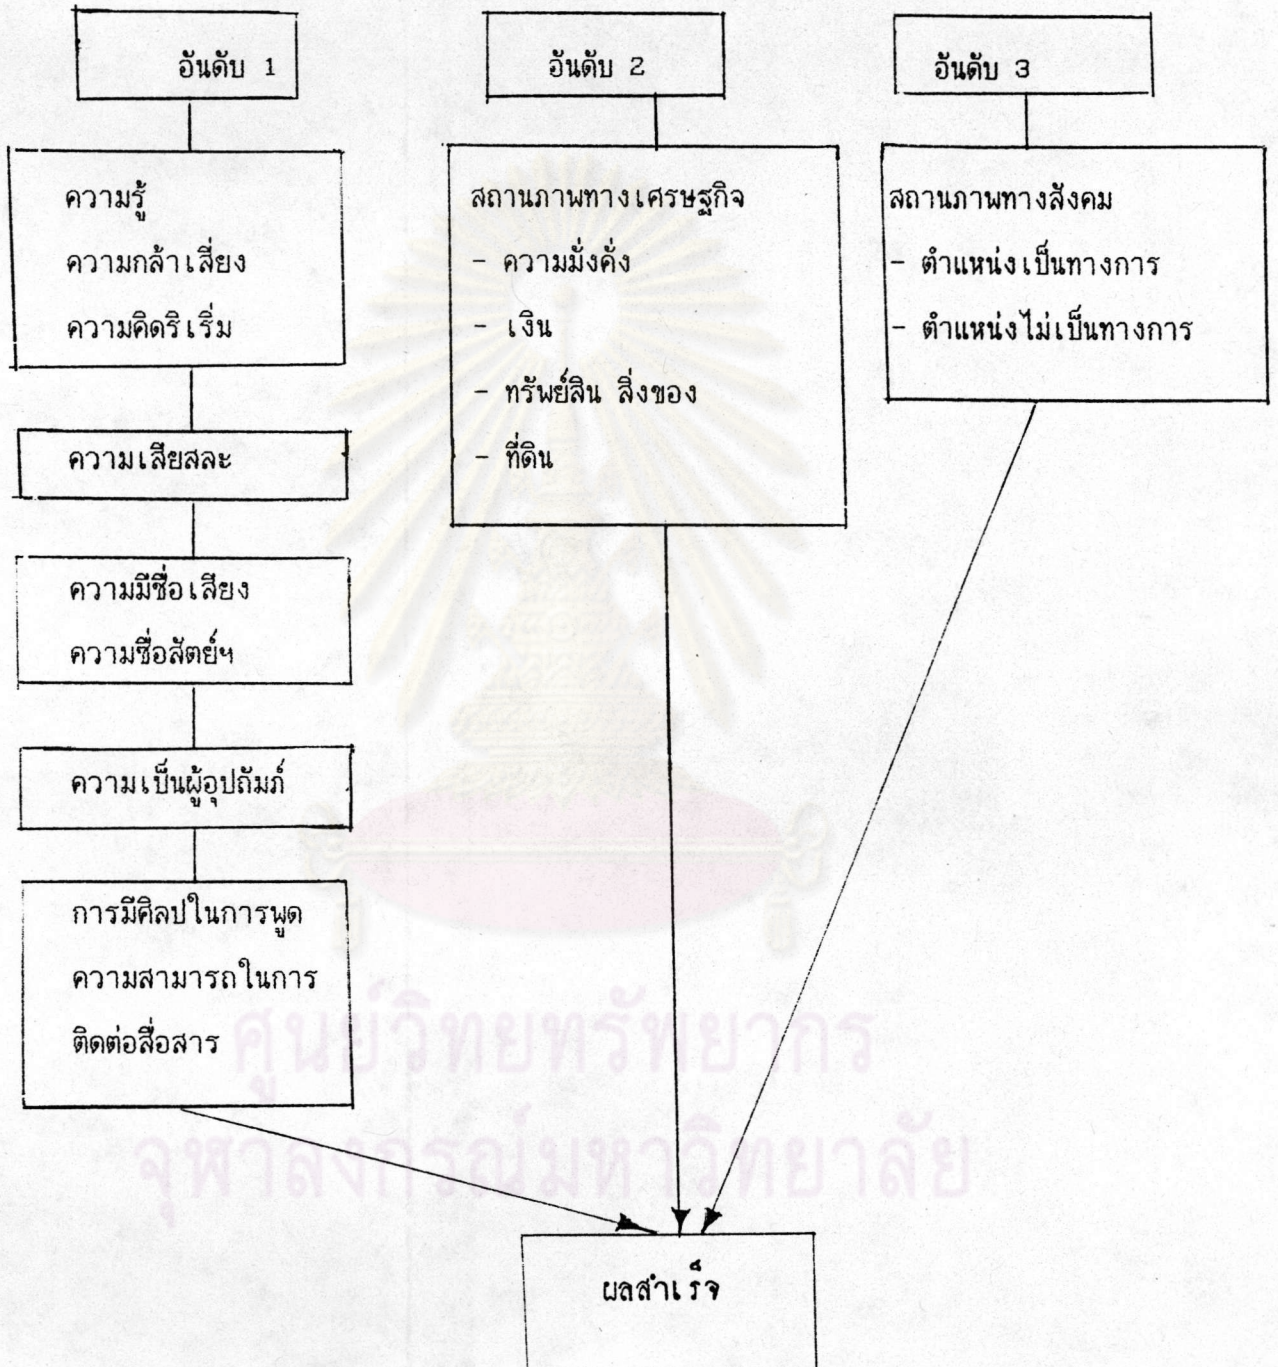 อันดับ 1
ความรู้
ความกล้าเสี่ยง
ความคิดริเริ่ม
ความเสียสละ
ความมีชื่อเสียง
ความซื่อสัตย์ฯ
ความเป็นผู้อุปถัมภ์
การมีศิลปในการพูด
ความสามารถในการ
ติดต่อสื่อสาร
อันดับ 2
สถานภาพทางเศรษฐกิจ
- ความมั่งคั่ง
- เงิน
- ทรัพย์สิน สิ่งของ
- ที่ดิน
อันดับ 3
สถานภาพทางสังคม
- ตำแหน่งเป็นทางการ
- ตำแหน่งไม่เป็นทางการ
ผลสำเร็จ
ศูนย์วิทยทรัพยากร
จุฬาลงกรณ์มหาวิทยาลัย